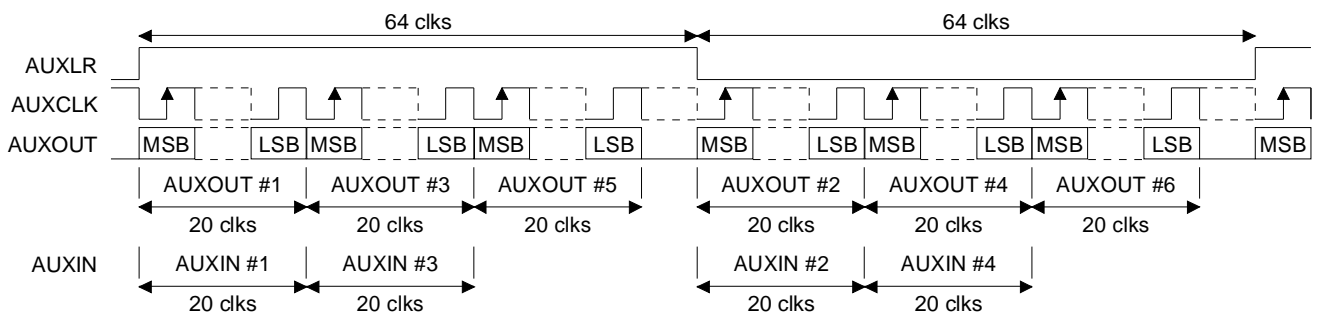 64 clks 64 clks
AUXLR
AUXCLK
AUXOUT MSB LSB MSB LSB MSB LSB MSB LSB MSB LSB MSB LSB MSB
AUXOUT #1 AUXOUT #3 AUXOUT #5 AUXOUT #2 AUXOUT #4 AUXOUT #6
20 clks 20 clks 20 clks 20 clks 20 clks 20 clks
AUXIN AUXIN #1 AUXIN #3 AUXIN #2 AUXIN #4
20 clks 20 clks 20 clks 20 clks